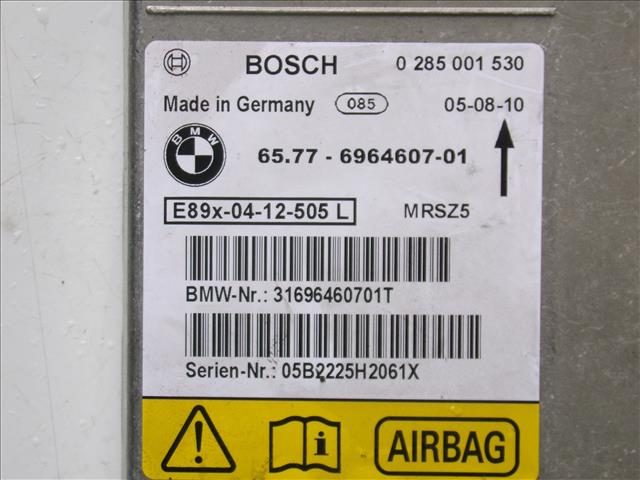 BOSCH 0 285 001 530
Made in Germany 085 05-08-10
BMW 65.77 - 6964607-01
E89x-04-12-505 L MRSZ5
BMW-Nr.: 31696460701T
Serien-Nr.: 05B2225H2061X
AIRBAG